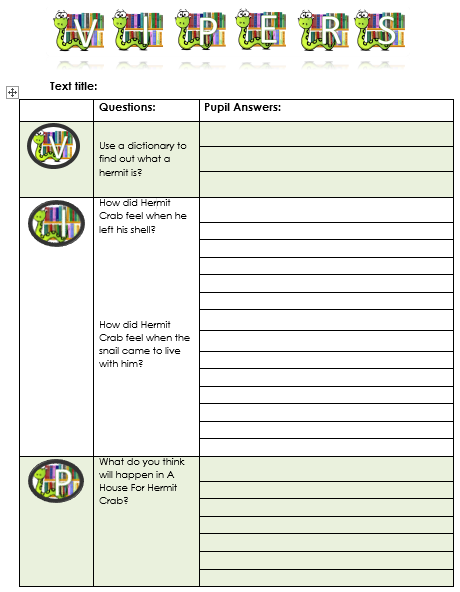 V I P E R S
Text title:
Questions: Pupil Answers:
V
Use a dictionary to
find out what a
hermit is?
I
How did Hermit
Crab feel when he
left his shell?
How did Hermit
Crab feel when the
snail came to live
with him?
P
What do you think
will happen in A
House For Hermit
Crab?